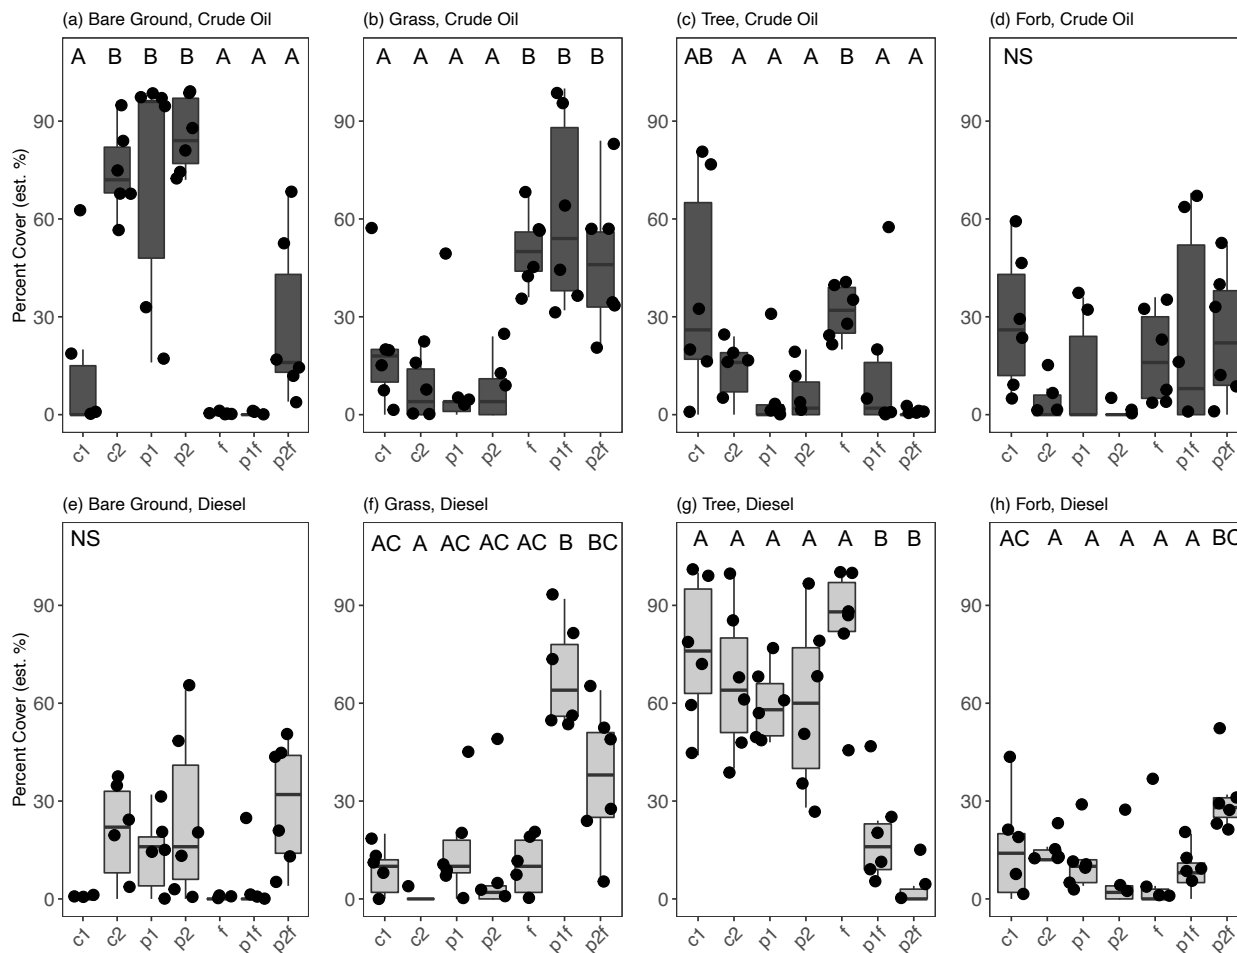 (a) Bare Ground, Crude Oil
(b) Grass, Crude Oil
(c) Tree, Crude Oil
(d) Forb, Crude Oil
A B B B A A A
A A A A B B B
AB A A A B A A
NS
Percent Cover (est. %)
90
60
30
0
90
60
30
0
90
60
30
0
90
60
30
0
c1 c2 p1 p2 f p1f p2f
c1 c2 p1 p2 f p1f p2f
c1 c2 p1 p2 f p1f p2f
c1 c2 p1 p2 f p1f p2f
(e) Bare Ground, Diesel
(f) Grass, Diesel
(g) Tree, Diesel
(h) Forb, Diesel
NS
AC A AC AC AC B BC
A A A A A B B
AC A A A A A BC
Percent Cover (est. %)
90
60
30
0
90
60
30
0
90
60
30
0
90
60
30
0
c1 c2 p1 p2 f p1f p2f
c1 c2 p1 p2 f p1f p2f
c1 c2 p1 p2 f p1f p2f
c1 c2 p1 p2 f p1f p2f